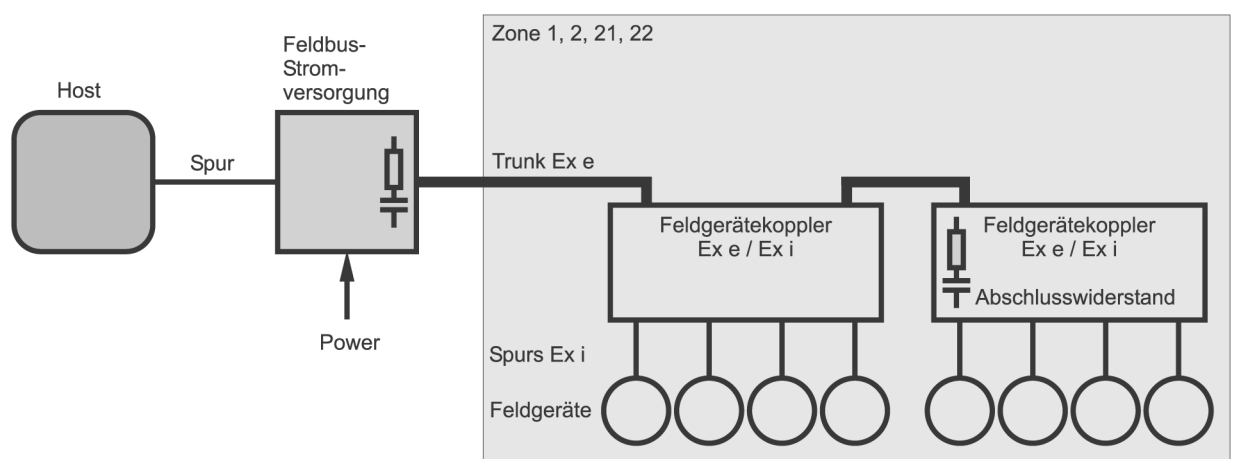 Zone 1, 2, 21, 22
Feldbus-
Strom-
versorgung
Host
Spur
Trunk Ex e
Feldgerätekoppler
Ex e / Ex i
Feldgerätekoppler
Ex e / Ex i
Abschlusswiderstand
Power
Spurs Ex i
Feldgeräte